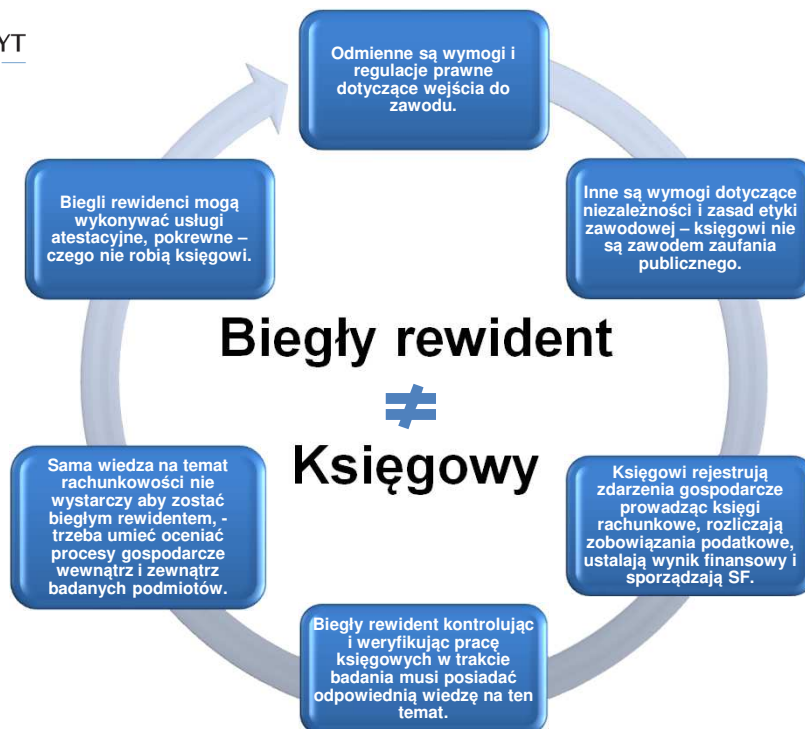 YT
Odmienne są wymogi i
regulacje prawne
dotyczące wejścia do
zawodu.
Inne są wymogi dotyczące
niezależności i zasad etyki
zawodowej – księgowi nie
są zawodem zaufania
publicznego.
Księgowi rejestrują
zdarzenia gospodarcze
prowadząc księgi
rachunkowe, rozliczają
zobowiązania podatkowe,
ustalają wynik finansowy i
sporządzają SF.
Biegły rewident kontrolując
i weryfikując pracę
księgowych w trakcie
badania musi posiadać
odpowiednią wiedzę na ten
temat.
Sama wiedza na temat
rachunkowości nie
wystarczy aby zostać
biegłym rewidentem, -
trzeba umieć oceniać
procesy gospodarcze
wewnątrz i zewnątrz
badanych podmiotów.
Biegli rewidenci mogą
wykonywać usługi
atestacyjne, pokrewne –
czego nie robią księgowi.
Biegły rewident
≠
Księgowy